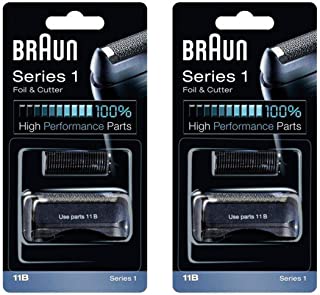 BRAUN
Series 1
Foil & Cutter
100%
High Performance Parts
Use parts 11 B
11B Series 1
BRAUN
Series 1
Foil & Cutter
100%
High Performance Parts
Use parts 11 B
11B Series 1